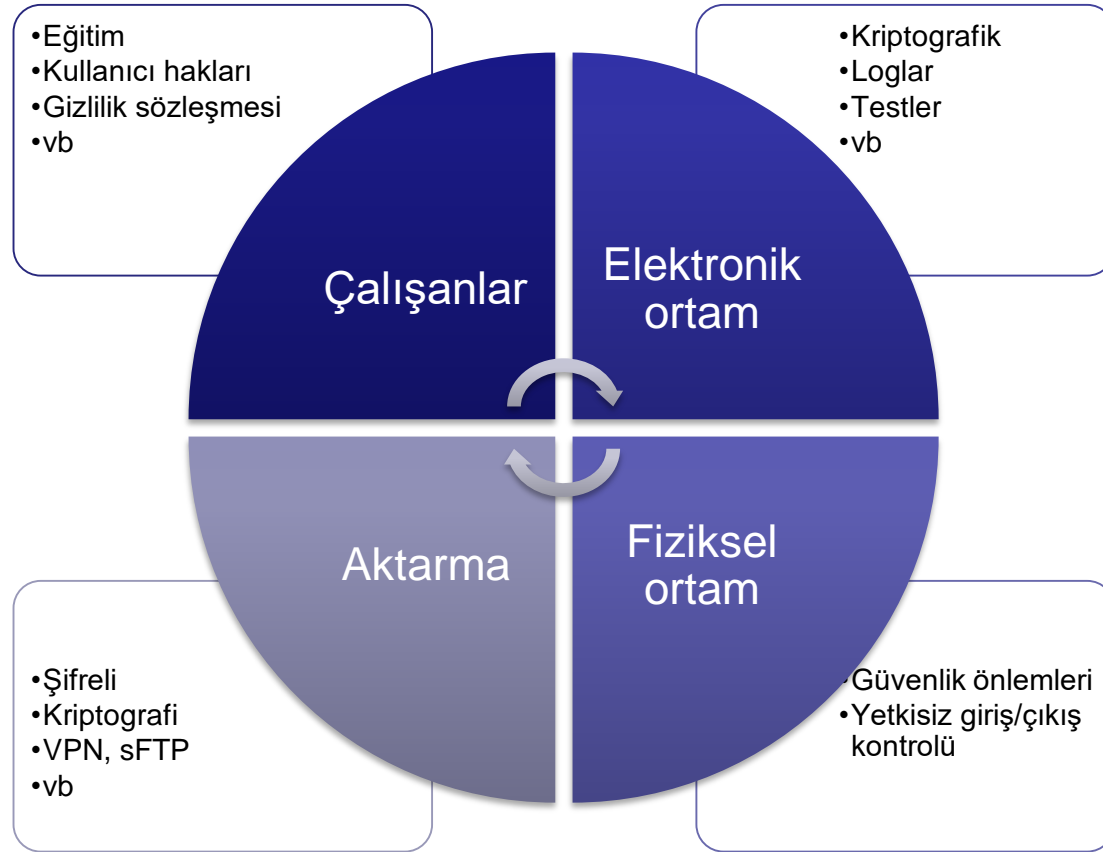 •Eğitim
•Kullanıcı hakları
•Gizlilik sözleşmesi
•vb
•Kriptografik
•Loglar
•Testler
•vb
Çalışanlar
Elektronik
ortam
Aktarma
Fiziksel
ortam
•Şifreli
•Kriptografi
•VPN, sFTP
•vb
•Güvenlik önlemleri
•Yetkisiz giriş/çıkış
kontrolü